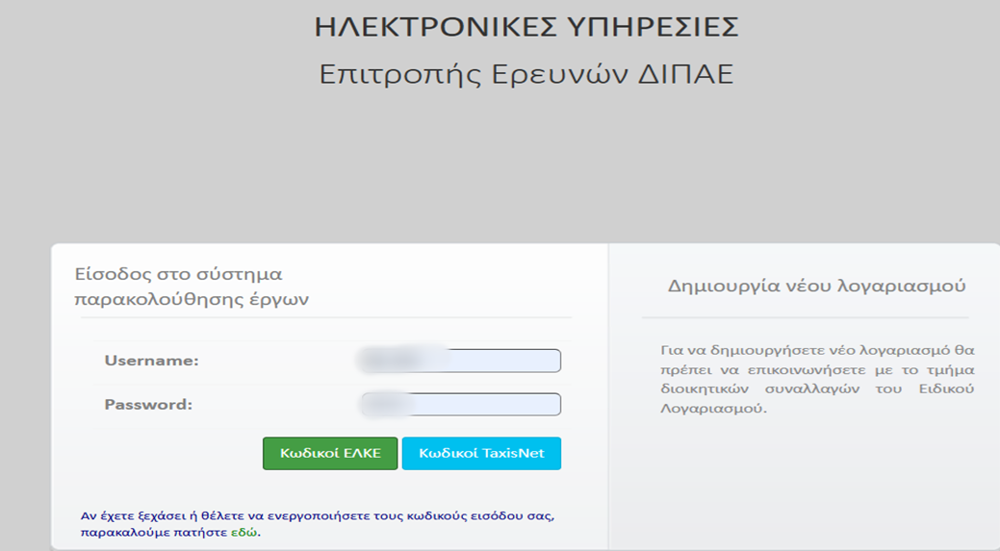 ΗΛΕΚΤΡΟΝΙΚΕΣ ΥΠΗΡΕΣΙΕΣ
Επιτροπής Ερευνών ΔΙΠΑΕ
Είσοδος στο σύστημα
παρακολούθησης έργων
Username:
Password:
Κωδικοί ΕΛΚΕ
Κωδικοί TaxisNet
Αν έχετε ξεχάσει ή θέλετε να ενεργοποιήσετε τους κωδικούς εισόδου σας,
παρακαλούμε πατήστε εδώ.
Δημιουργία νέου λογαριασμού
Για να δημιουργήσετε νέο λογαριασμό θα
πρέπει να επικοινωνήσετε με το τμήμα
διοικητικών συναλλαγών του Ειδικού
Λογαριασμού.